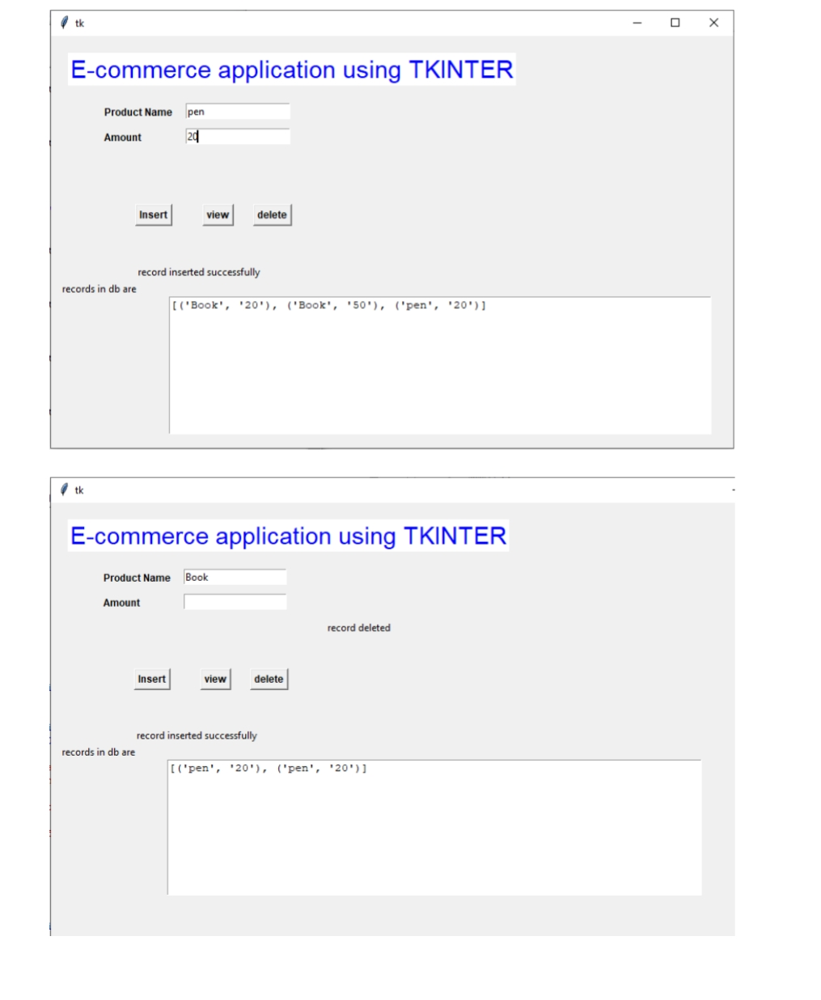 tk
E-commerce application using TKINTER
Product Name pen
Amount 20
Insert view delete
record inserted successfully
records in db are
[('Book', '20'), ('Book', '50'), ('pen', '20')]
tk
E-commerce application using TKINTER
Product Name Book
Amount
record deleted
Insert view delete
record inserted successfully
records in db are
[('pen', '20'), ('pen', '20')]